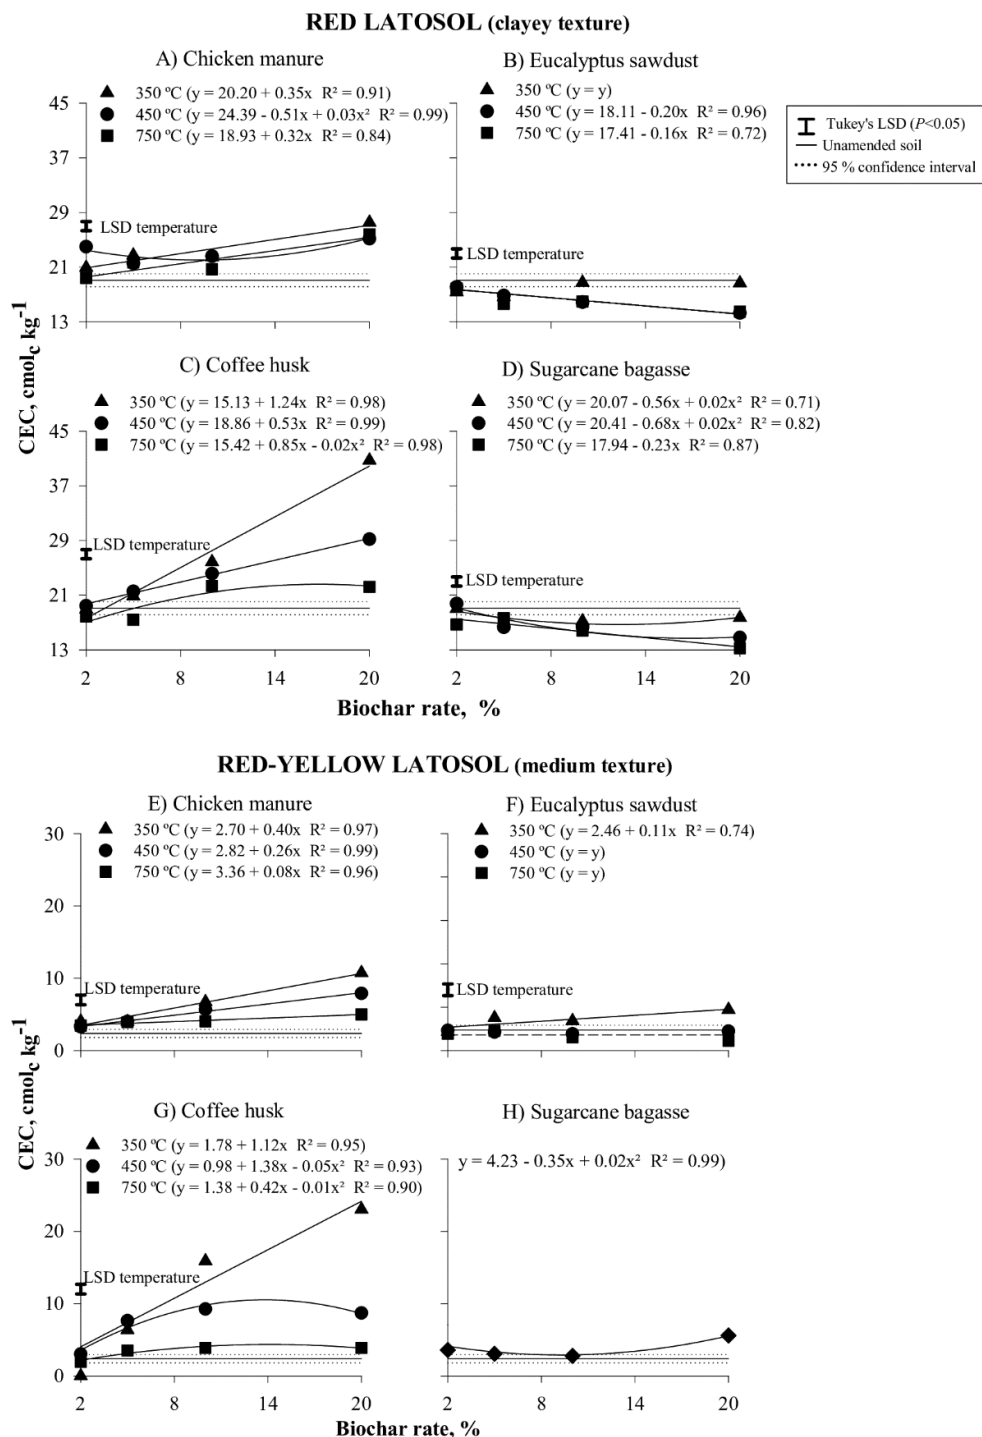 RED LATOSOL (clayey texture)
A) Chicken manure
350 ºC (y = 20.20 + 0.35x R² = 0.91)
450 ºC (y = 24.39 - 0.51x + 0.03x² R² = 0.99)
750 ºC (y = 18.93 + 0.32x R² = 0.84)
B) Eucalyptus sawdust
350 ºC (y = y)
450 ºC (y = 18.11 - 0.20x R² = 0.96)
750 ºC (y = 17.41 - 0.16x R² = 0.72)
Tukey's LSD (P<0.05)
Unamended soil
95 % confidence interval
45
37
29
21
13
LSD temperature
LSD temperature
2
8
14
20
2
8
14
20
CEC, cmolc kg-1
C) Coffee husk
350 ºC (y = 15.13 + 1.24x R² = 0.98)
450 ºC (y = 18.86 + 0.53x R² = 0.99)
750 ºC (y = 15.42 + 0.85x - 0.02x² R² = 0.98)
D) Sugarcane bagasse
350 ºC (y = 20.07 - 0.56x + 0.02x² R² = 0.71)
450 ºC (y = 20.41 - 0.68x + 0.02x² R² = 0.82)
750 ºC (y = 17.94 - 0.23x R² = 0.87)
45
37
29
21
13
LSD temperature
LSD temperature
Biochar rate, %
RED-YELLOW LATOSOL (medium texture)
E) Chicken manure
350 ºC (y = 2.70 + 0.40x R² = 0.97)
450 ºC (y = 2.82 + 0.26x R² = 0.99)
750 ºC (y = 3.36 + 0.08x R² = 0.96)
F) Eucalyptus sawdust
350 ºC (y = 2.46 + 0.11x R² = 0.74)
450 ºC (y = y)
750 ºC (y = y)
30
20
10
0
LSD temperature
LSD temperature
CEC, cmolc kg-1
G) Coffee husk
350 ºC (y = 1.78 + 1.12x R² = 0.95)
450 ºC (y = 0.98 + 1.38x - 0.05x² R² = 0.93)
750 ºC (y = 1.38 + 0.42x - 0.01x² R² = 0.90)
H) Sugarcane bagasse
y = 4.23 - 0.35x + 0.02x² R² = 0.99)
30
20
10
0
LSD temperature
2
8
14
20
2
8
14
20
Biochar rate, %